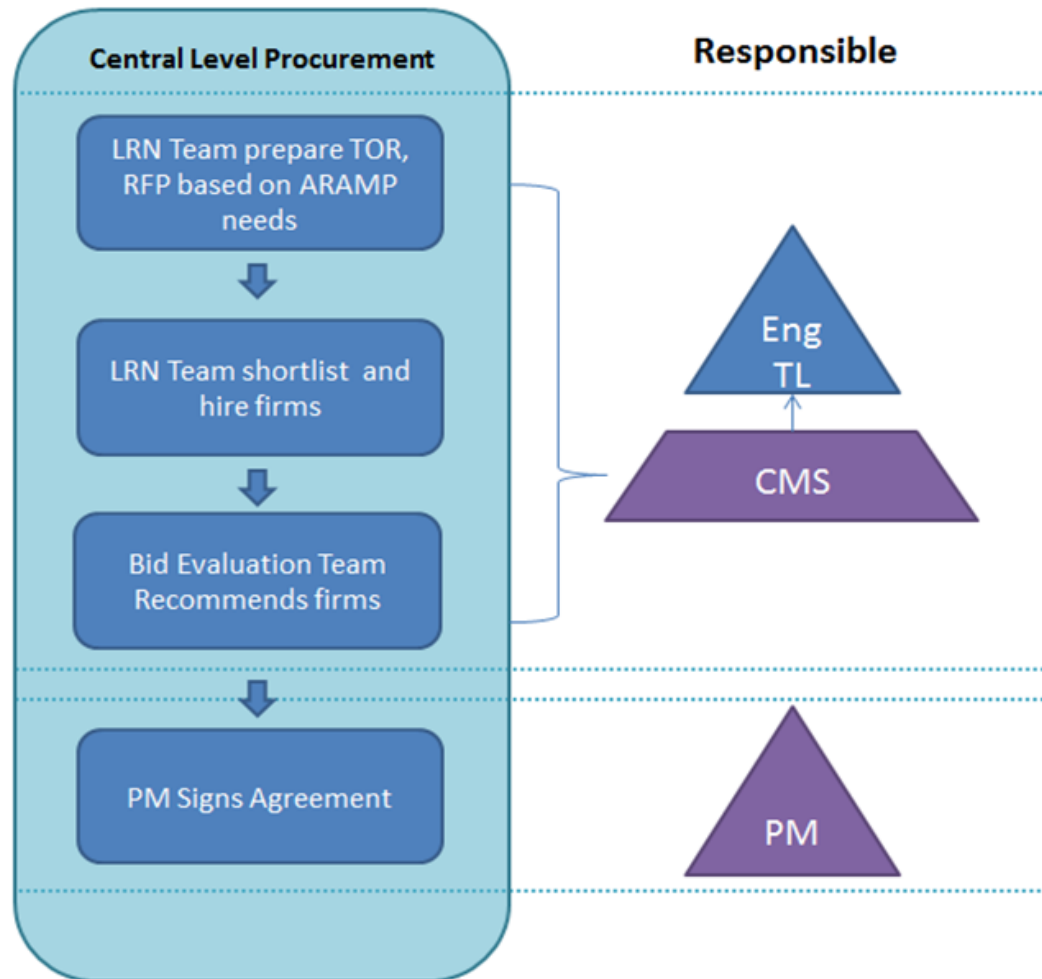 Central Level Procurement
Responsible
LRN Team prepare TOR,
RFP based on ARAMP
needs
LRN Team shortlist and
hire firms
Bid Evaluation Team
Recommends firms
PM Signs Agreement
Eng
TL
CMS
PM